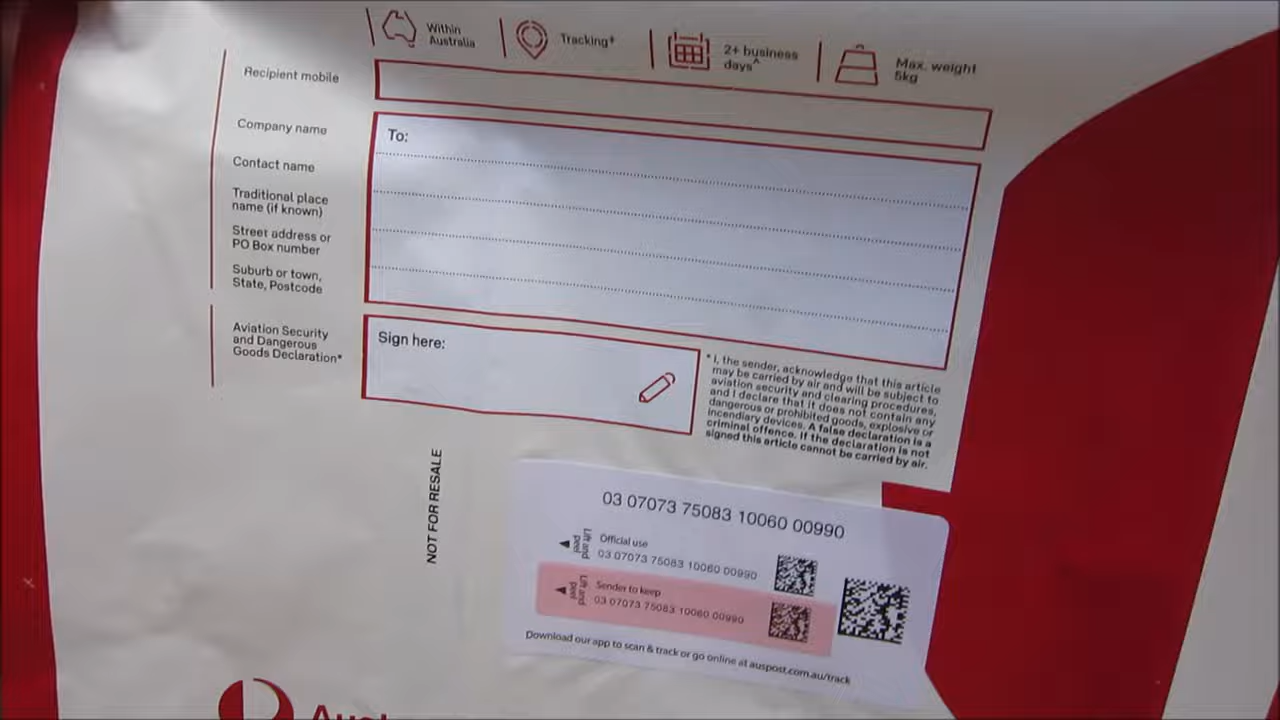 Within
Australia
Tracking+
2+ business
days^
Max. weight
5kg
Recipient mobile
Company name
To:
Contact name
Traditional place
name (if known)
Street address or
PO Box number
Suburb or town,
State, Postcode
Aviation Security
and Dangerous
Goods Declaration*
Sign here:
* I, the sender, acknowledge that this article
may be carried by air and will be subject to
aviation security and clearing procedures,
and I declare that it does not contain any
dangerous or prohibited goods, explosive or
incendiary devices. A false declaration is a
criminal offence. If the declaration is not
signed this article cannot be carried by air.
NOT FOR RESALE
03 07073 75083 10060 00990
Lift and
peel
Official use
03 07073 75083 10060 00990
Lift and
peel
Sender to keep
03 07073 75083 10060 00990
Download our app to scan & track or go online at auspost.com.au/track